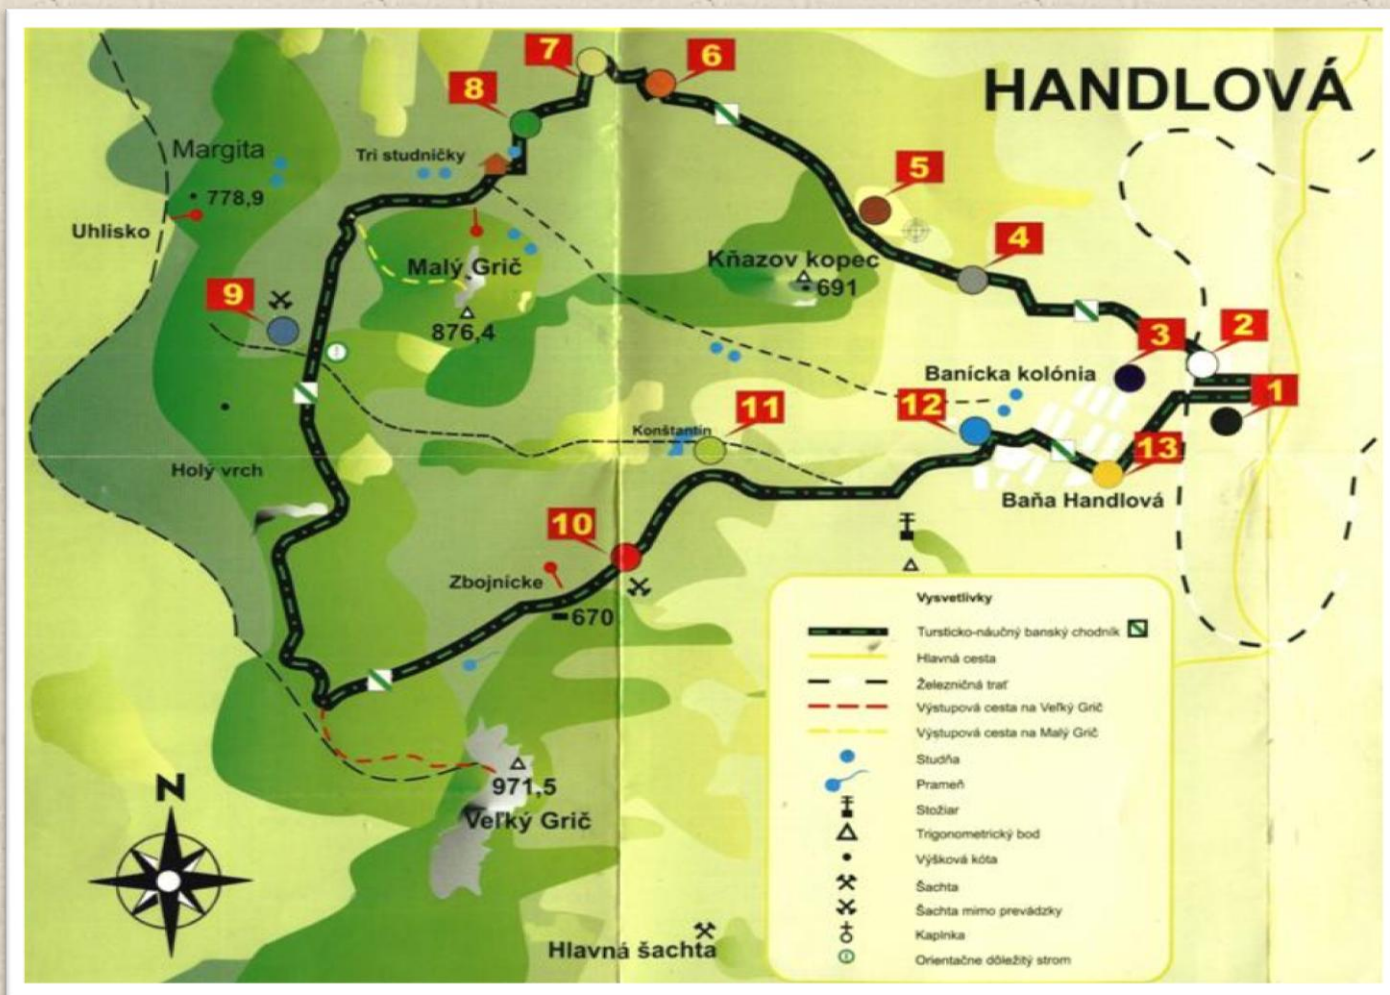 HANDLOVÁ
7
6
8
Margita
778,9
Uhlisko
Tri studničky
5
4
Malý Grič
876,4
Kňazov kopec
691
9
3
2
1
Banícka kolónia
11
12
13
Konštantín
Holý vrch
Baňa Handlová
10
Zbojnícke
670
971,5
Veľký Grič
N
Hlavná šachta
Vysvetlivky
Tursticko-náučný banský chodník
Hlavná cesta
Železničná trať
Výstupová cesta na Veľký Grič
Výstupová cesta na Malý Grič
Studňa
Prameň
Stožiar
Trigonometrický bod
Výšková kóta
Šachta
Šachta mimo prevádzky
Kaplnka
Orientačne dôležitý strom